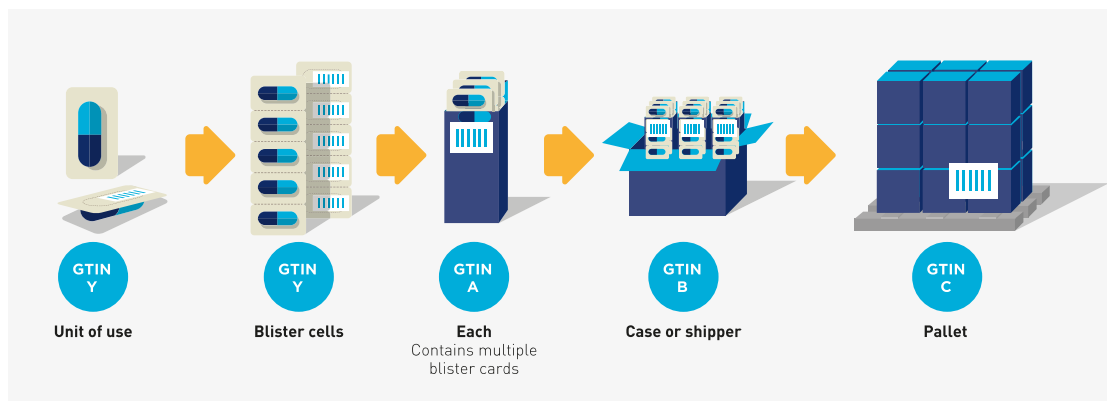 GTIN
Y
Unit of use
GTIN
Y
Blister cells
GTIN
A
Each
Contains multiple
blister cards
GTIN
B
Case or shipper
GTIN
C
Pallet